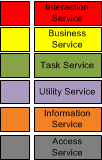 Interaction
Service
Business
Service
Task Service
Utility Service
Information
Service
Access
Service